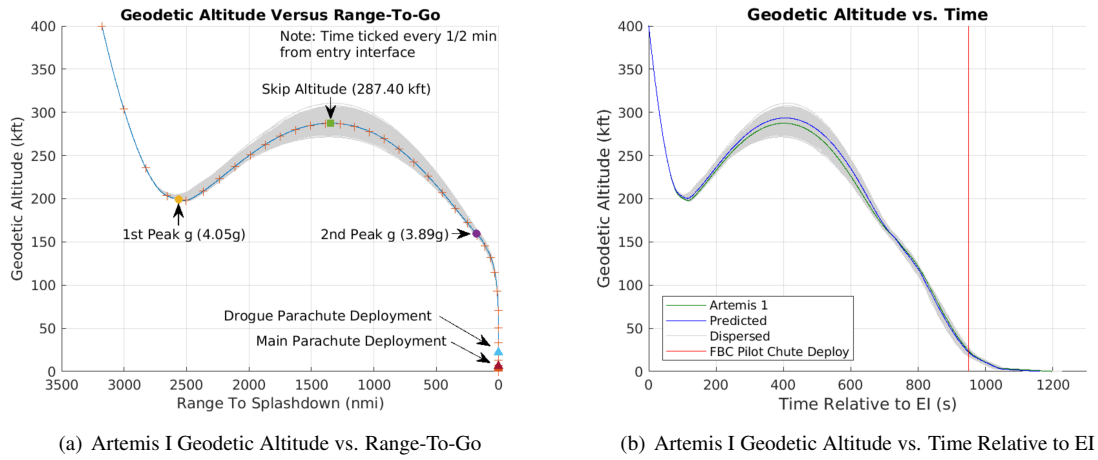 Geodetic Altitude Versus Range-To-Go
Note: Time ticked every 1/2 min
from entry interface
Skip Altitude (287.40 kft)
1st Peak g (4.05g)
2nd Peak g (3.89g)
Drogue Parachute Deployment
Main Parachute Deployment
400
350
300
250
200
150
100
50
0
Geodetic Altitude (kft)
3500 3000 2500 2000 1500 1000 500 0
Range To Splashdown (nmi)
(a) Artemis I Geodetic Altitude vs. Range-To-Go
Geodetic Altitude vs. Time
400
350
300
250
200
150
100
50
0
Geodetic Altitude (kft)
Artemis 1
Predicted
Dispersed
FBC Pilot Chute Deploy
0 200 400 600 800 1000 1200
Time Relative to EI (s)
(b) Artemis I Geodetic Altitude vs. Time Relative to EI